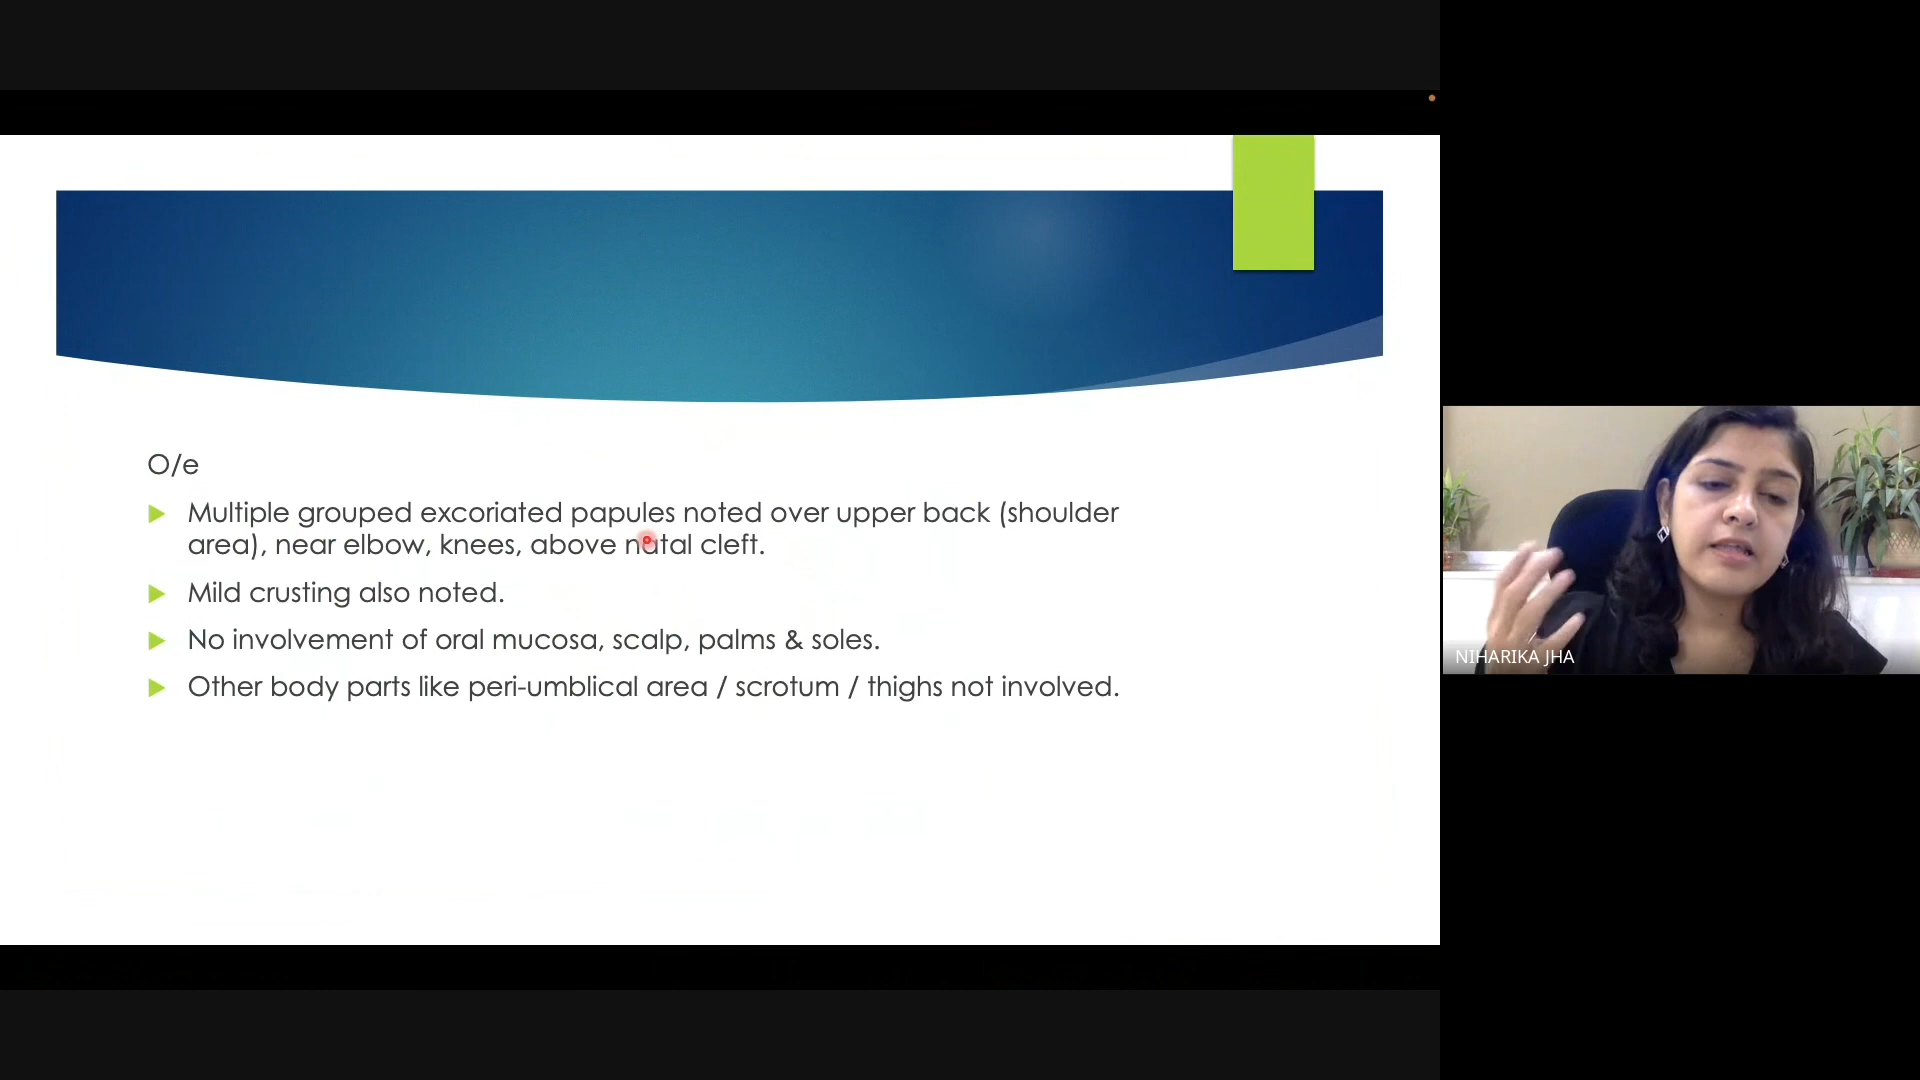 O/e
Multiple grouped excoriated papules noted over upper back (shoulder
area), near elbow, knees, above natal cleft.
Mild crusting also noted.
No involvement of oral mucosa, scalp, palms & soles.
Other body parts like peri-umblical area / scrotum / thighs not involved.
NIHARIKA JHA